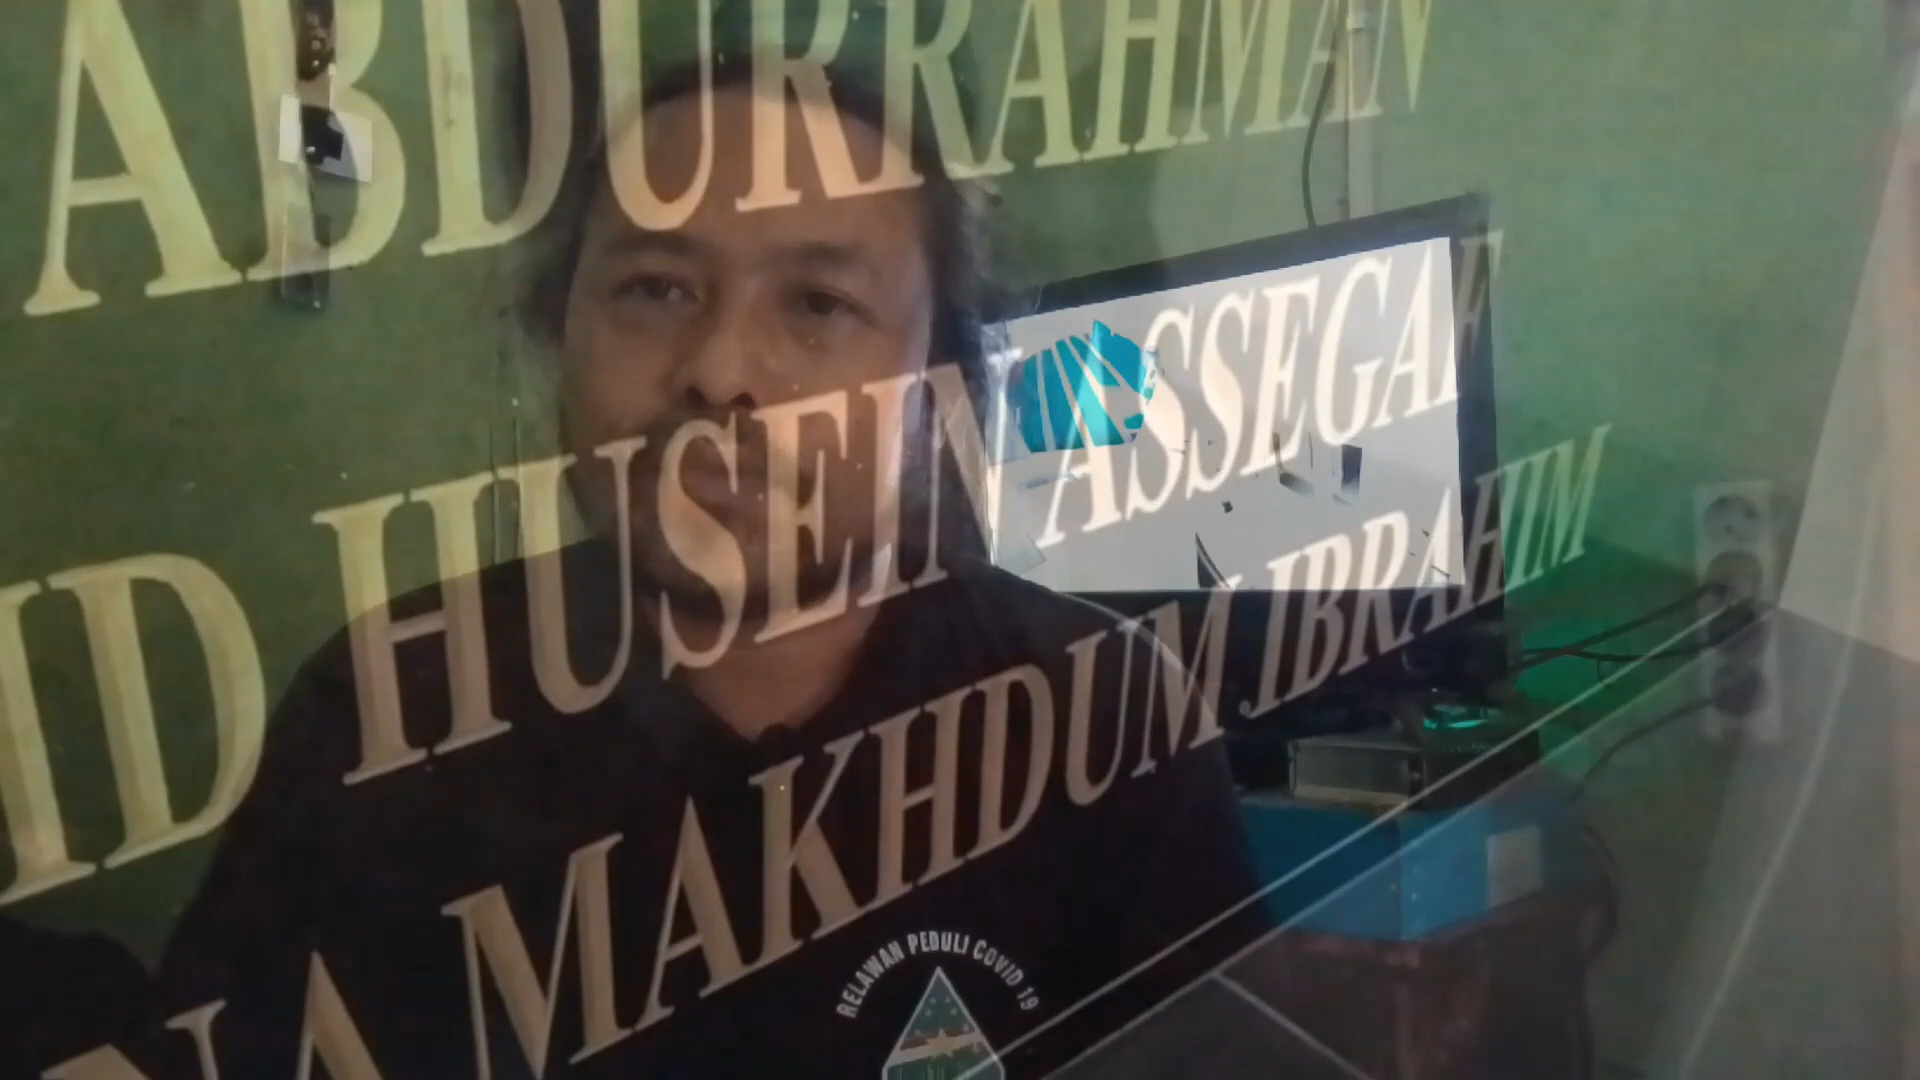 ABDURRAHMAN
ID HUSEIN ASSEGAF
NA MAKHDUM IBRAHIM
RELAWAN PEDULI COVID 19